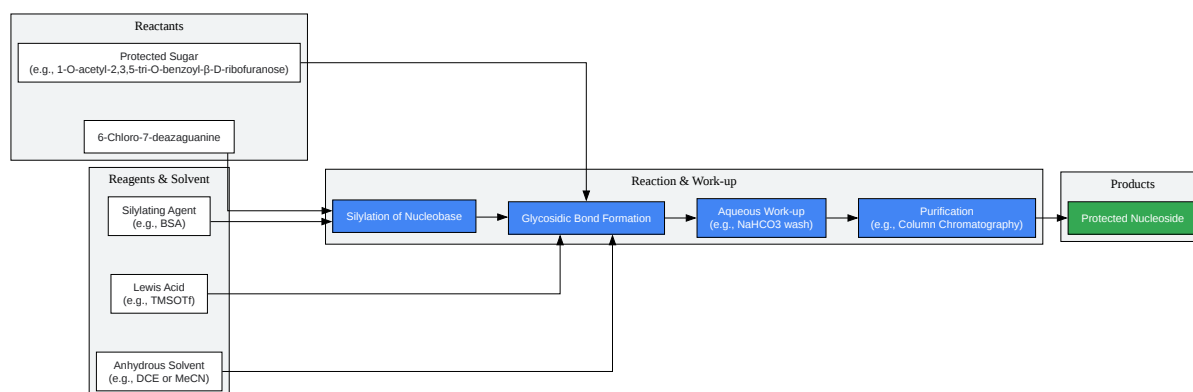 Reactants
Protected Sugar
(e.g., 1-O-acetyl-2,3,5-tri-O-benzoyl-β-D-ribofuranose)
6-Chloro-7-deazaguanine
Reagents & Solvent
Silylating Agent
(e.g., BSA)
Lewis Acid
(e.g., TMSOTf)
Anhydrous Solvent
(e.g., DCE or MeCN)
Reaction & Work-up
Silylation of Nucleobase
Glycosidic Bond Formation
Aqueous Work-up
(e.g., NaHCO3 wash)
Purification
(e.g., Column Chromatography)
Products
Protected Nucleoside